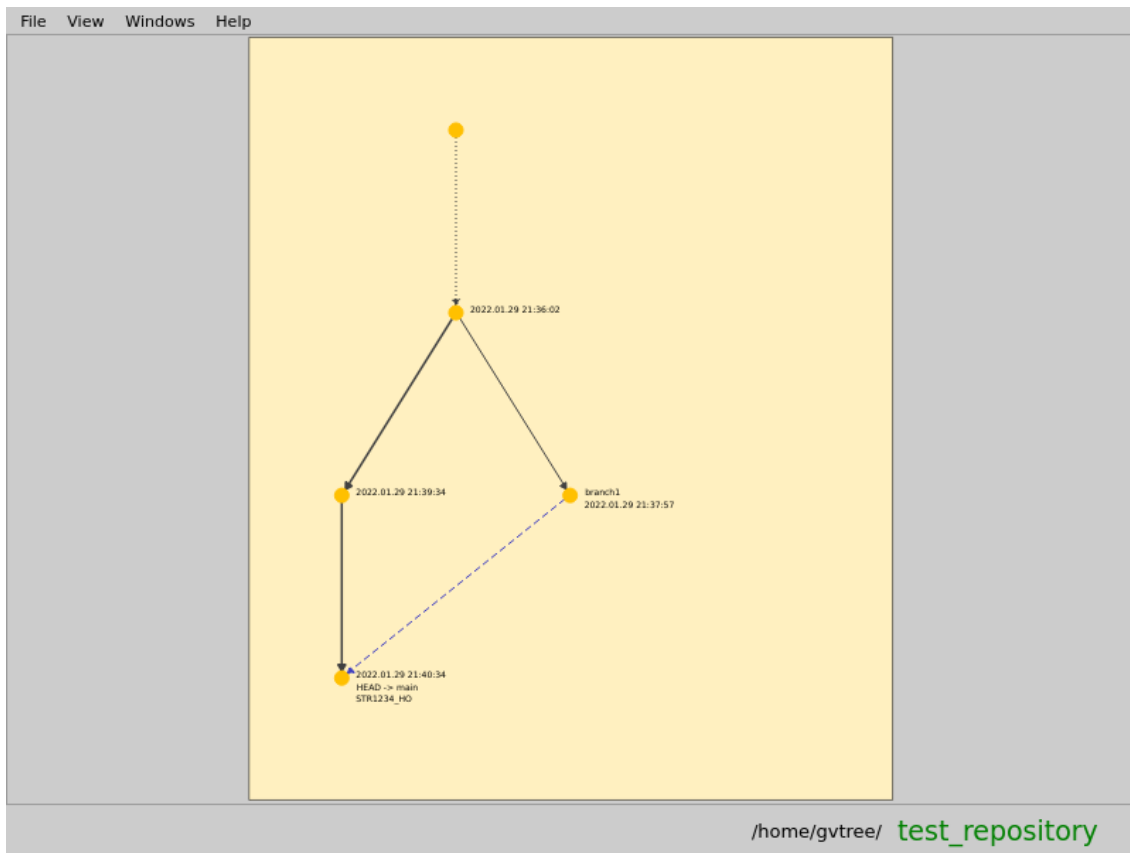 File View Windows Help
2022.01.29 21:36:02
2022.01.29 21:39:34
branch1
2022.01.29 21:37:57
2022.01.29 21:40:34
HEAD -> main
STR1234_HO
/home/gvtree/ test_repository